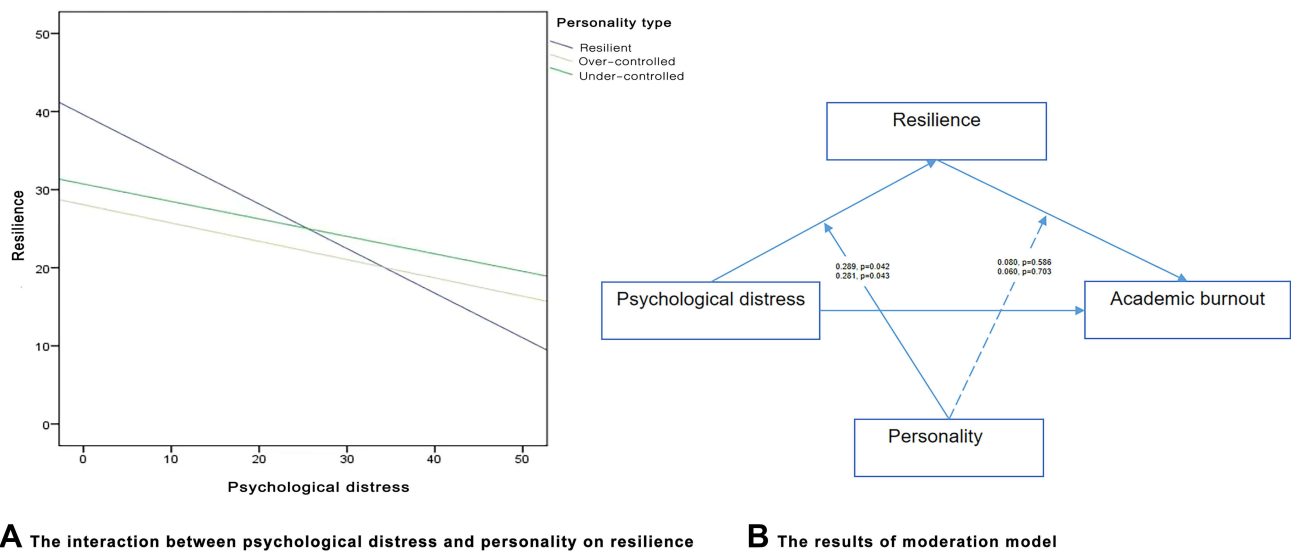 Personality type
Resilient
Over-controlled
Under-controlled
50
40
30
20
10
0
Resilience
0 10 20 30 40 50
Psychological distress
A The interaction between psychological distress and personality on resilience
Resilience
0.289, p=0.042
0.281, p=0.043
0.080, p=0.586
0.060, p=0.703
Psychological distress
Academic burnout
Personality
B The results of moderation model